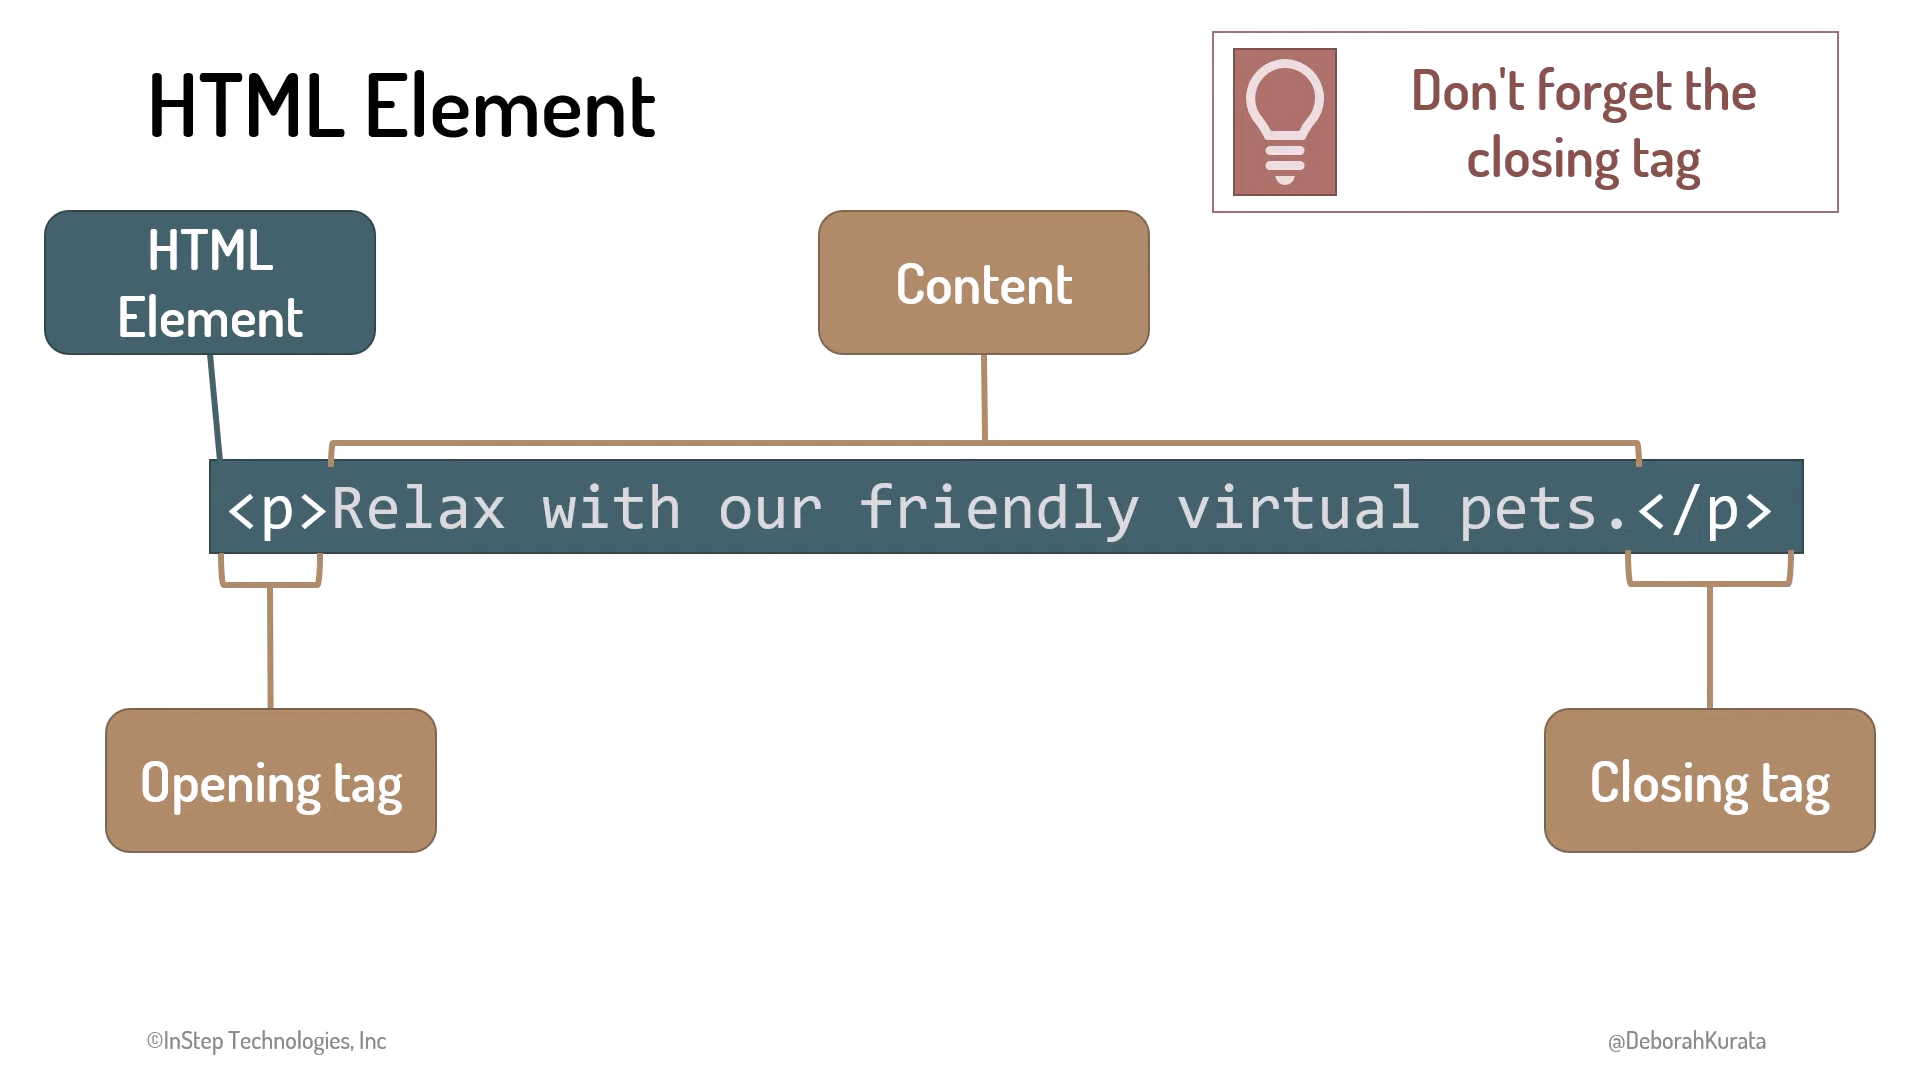 HTML Element
Don't forget the
closing tag
HTML
Element
Content
<p>Relax with our friendly virtual pets.</p>
Opening tag
Closing tag
©InStep Technologies, Inc
@DeborahKurata